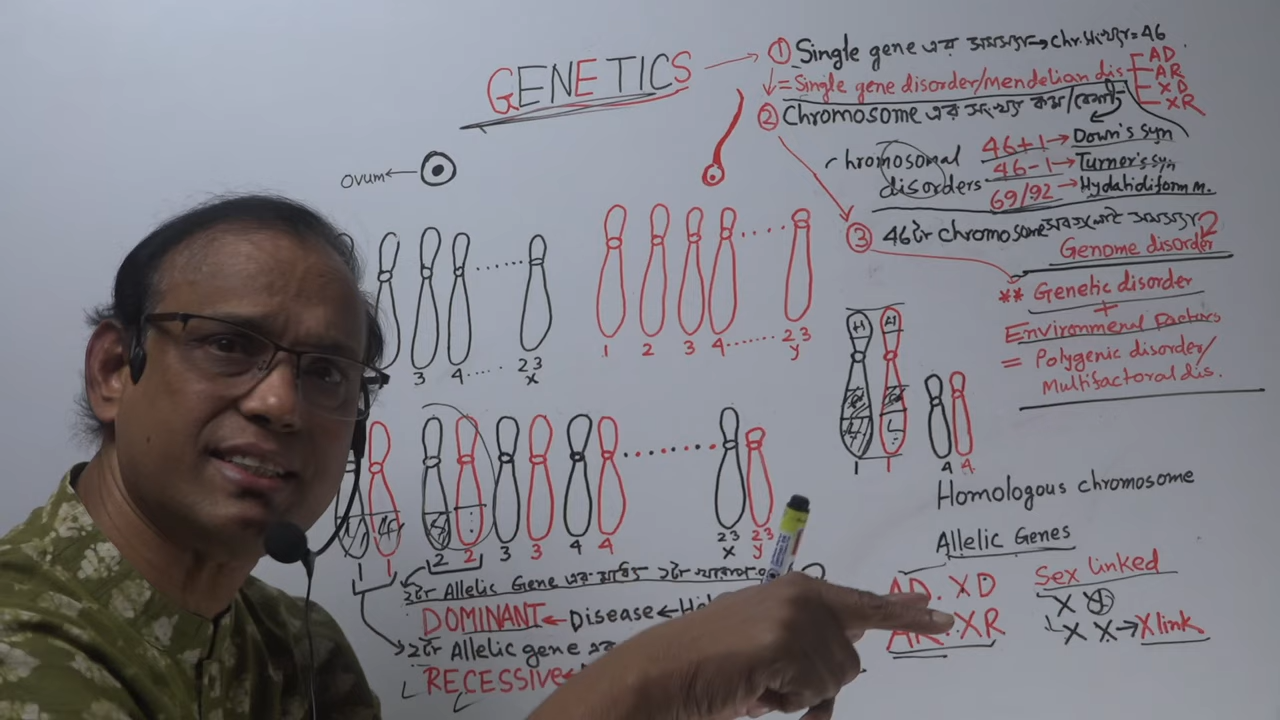 GENETICS
① Single gene এর সমস্যা → Chr. সংখ্যা = 46
= Single gene disorder/mendelian dis
AD
AR
XD
XR
② Chromosome এর সংখ্যা কম/বেশী
chromosomal disorders
46+1 → Down's syn
46-1 → Turner's syn
69/92 → Hydatidiform m.
③ 46টি Chromosome
Genome disorder
** Genetic disorder
+
Environmental Factors
= Polygenic disorder/
Multifactoral dis.
Ovum
3 4 23
X
1 2 3 4 23
y
1 1 2 2 3 3 4 4 23 23
X y
1 1 4 4
Homologous chromosome
Allelic Genes
AD. XD
AR. XR
Sex linked
X
X X → X link
২টি Allelic Gene এর মধ্যে ১টি খারাপ
DOMINANT ← Disease ←
২টি Allelic gene এর
RECESSIVE ←